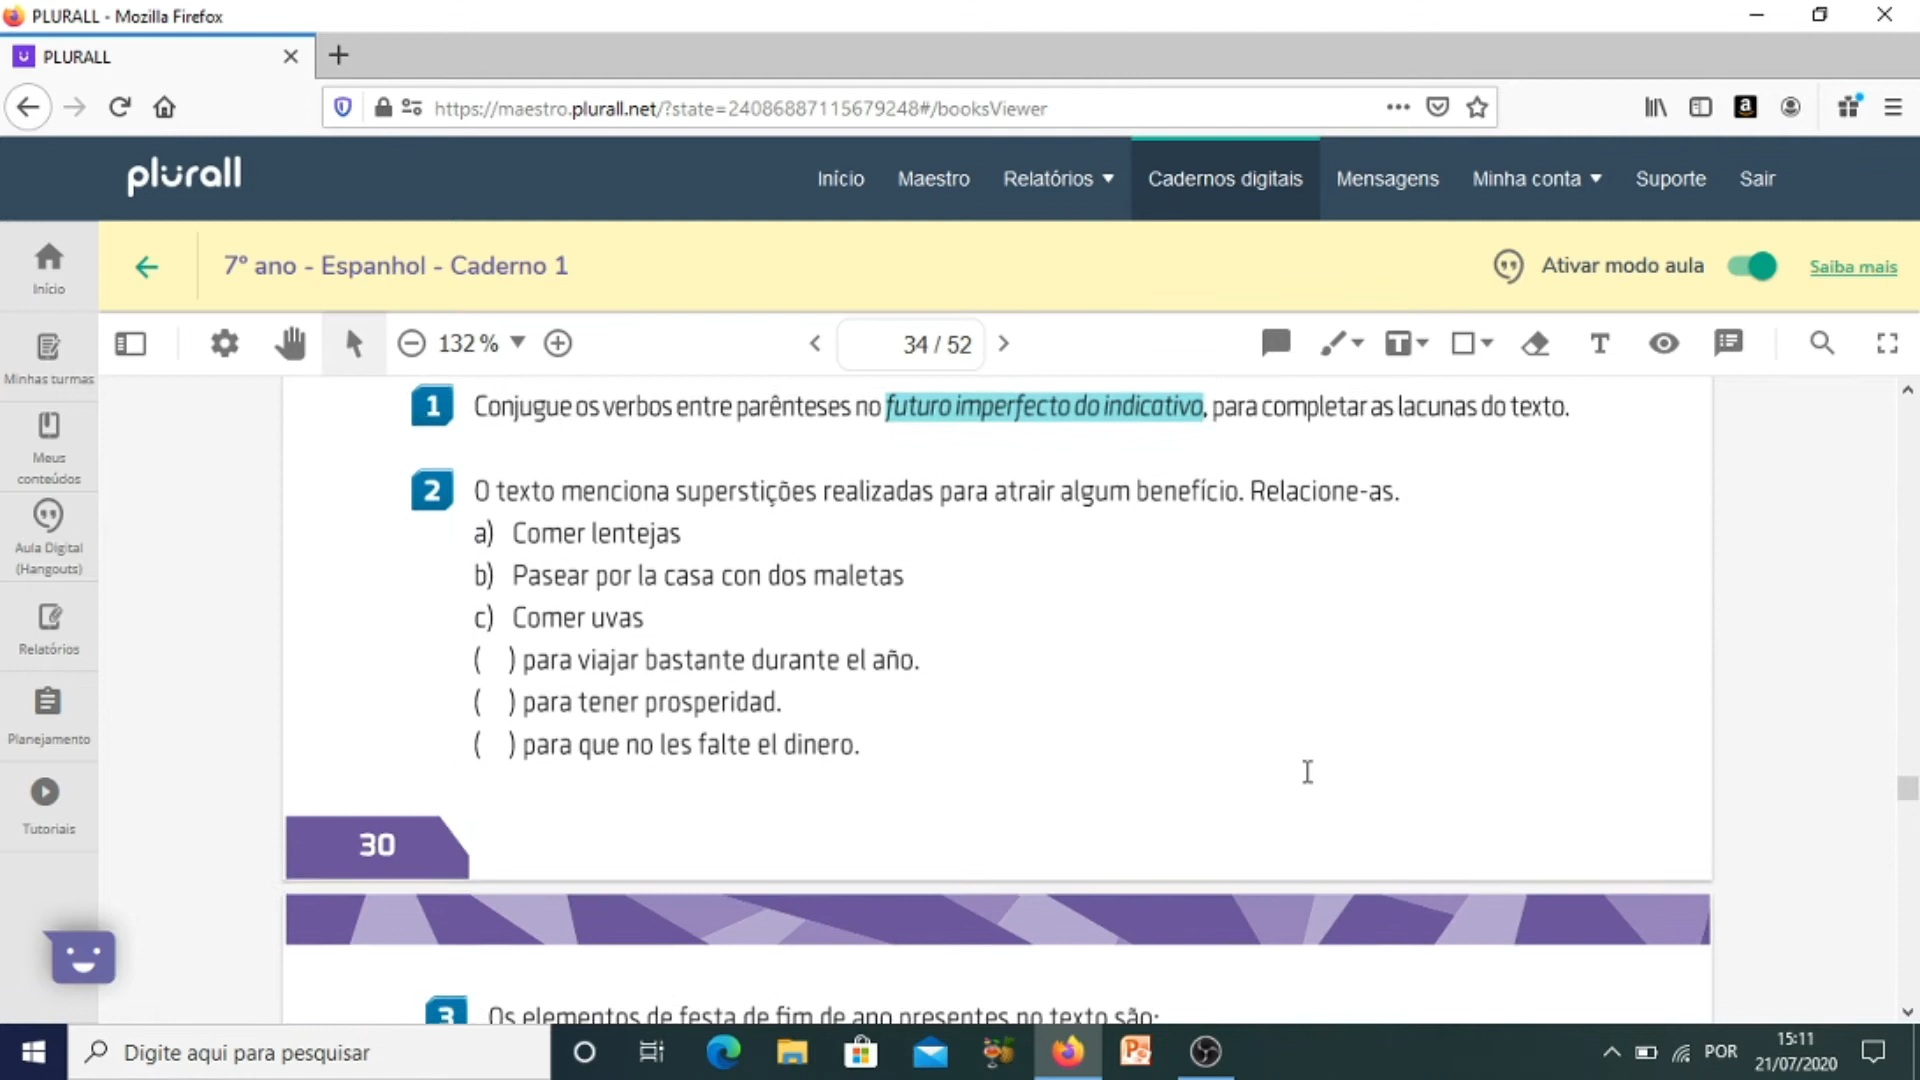 PLURALL - Mozilla Firefox
PLURALL
https://maestro.plurall.net/?state=24086887115679248#/booksViewer
plurall
Início Maestro Relatórios Cadernos digitais Mensagens Minha conta Suporte Sair
7º ano - Espanhol - Caderno 1
Ativar modo aula
Saiba mais
Início
Minhas turmas
Meus conteúdos
Aula Digital (Hangouts)
Relatórios
Planejamento
Tutoriais
132 %
34 / 52
1 Conjugue os verbos entre parênteses no futuro imperfecto do indicativo, para completar as lacunas do texto.
2 O texto menciona superstições realizadas para atrair algum benefício. Relacione-as.
a) Comer lentejas
b) Pasear por la casa con dos maletas
c) Comer uvas
( ) para viajar bastante durante el año.
( ) para tener prosperidad.
( ) para que no les falte el dinero.
30
3 Os elementos de festa de fim de ano presentes no texto são:
Digite aqui para pesquisar
POR
15:11
21/07/2020